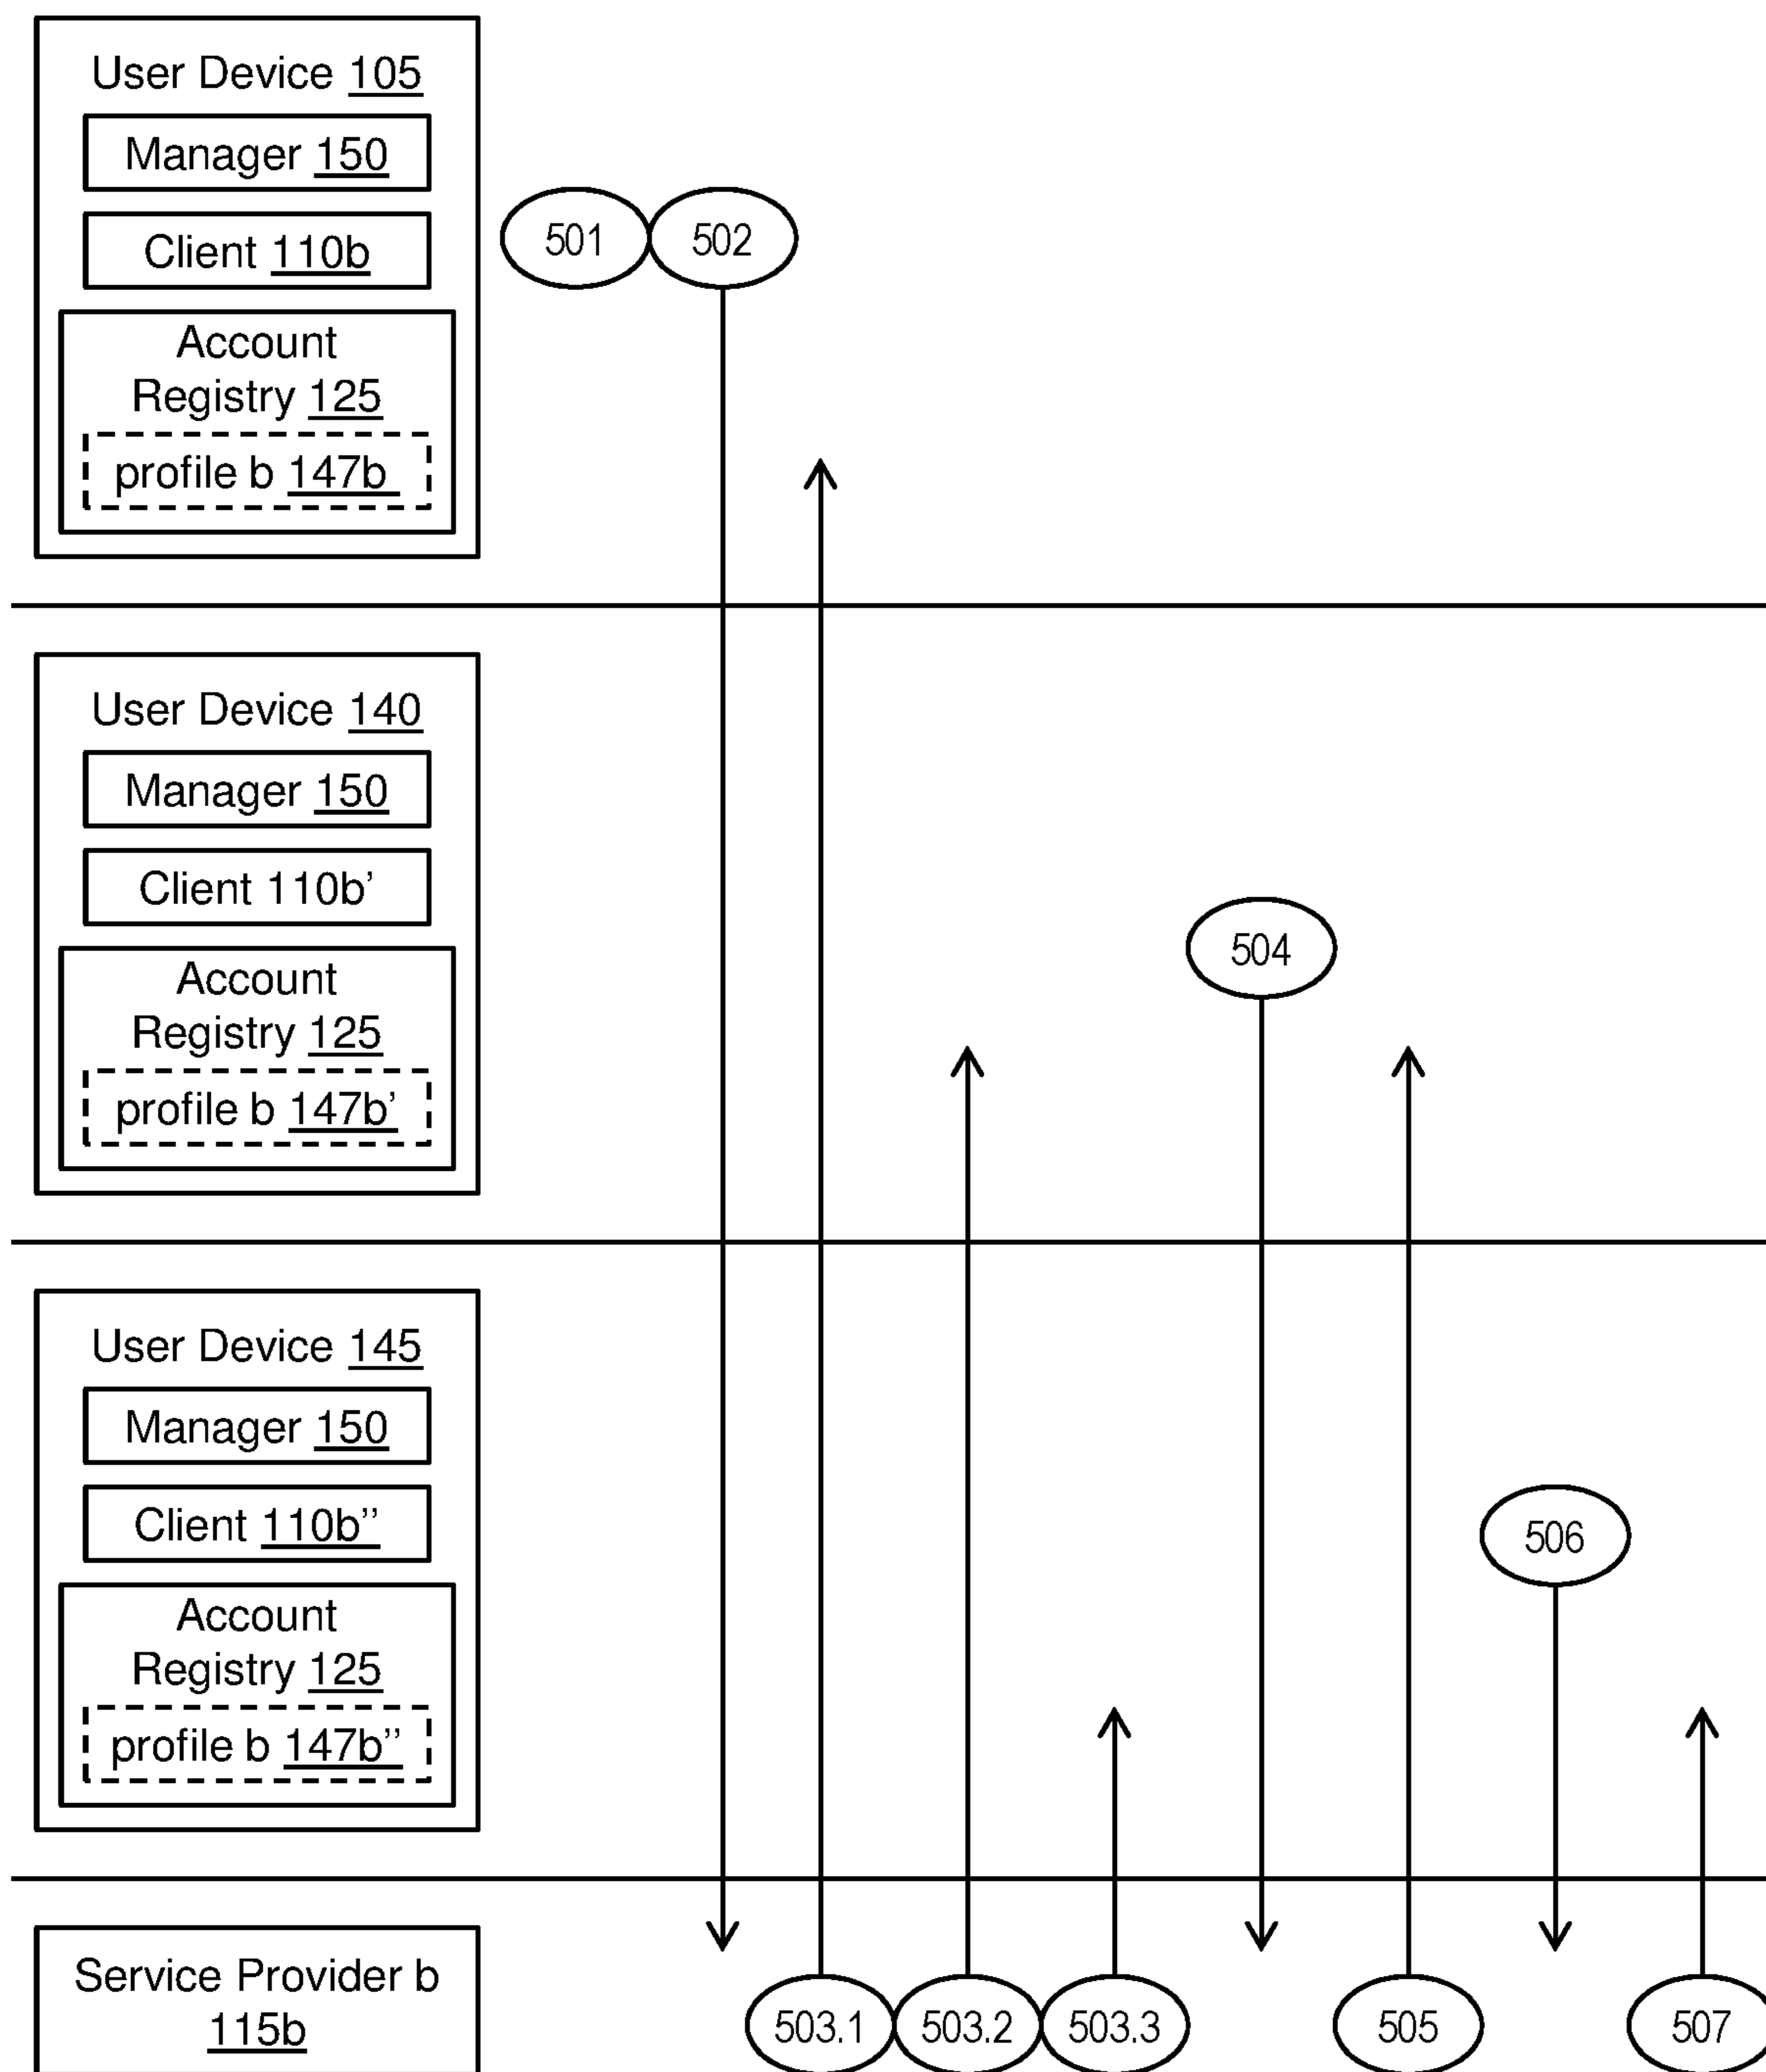 User Device 105
Manager 150
Client 110b
Account
Registry 125
profile b 147b
501
502
User Device 140
Manager 150
Client 110b’
Account
Registry 125
profile b 147b’
504
User Device 145
Manager 150
Client 110b’’
Account
Registry 125
profile b 147b’’
506
Service Provider b
115b
503.1
503.2
503.3
505
507